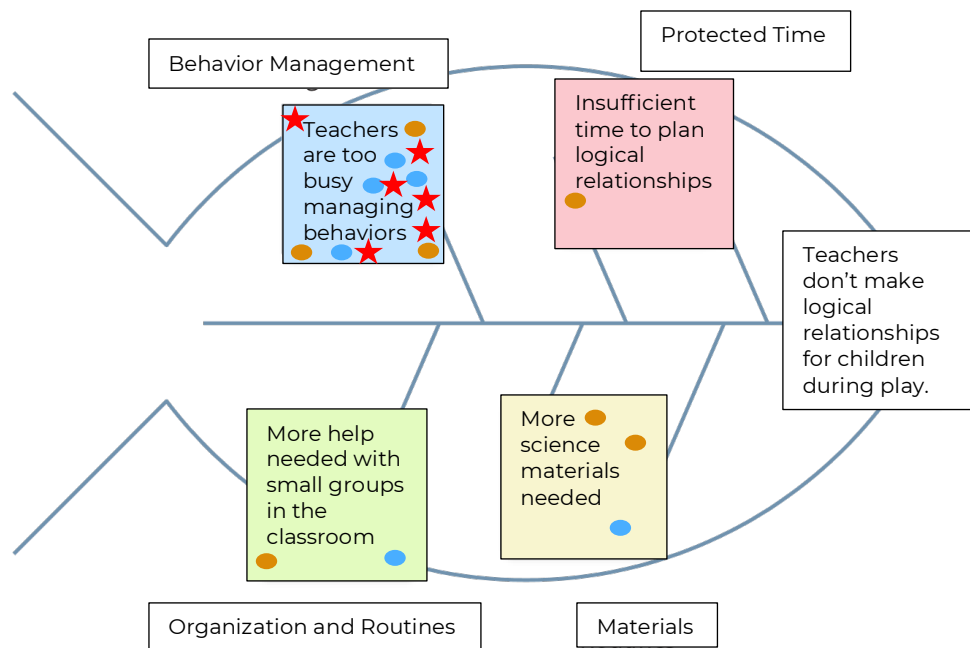 Protected Time
Behavior Management
Teachers
are too
busy
managing
behaviors
Insufficient
time to plan
logical
relationships
Teachers
don’t make
logical
relationships
for children
during play.
More help
needed with
small groups
in the
classroom
More
science
materials
needed
Organization and Routines
Materials